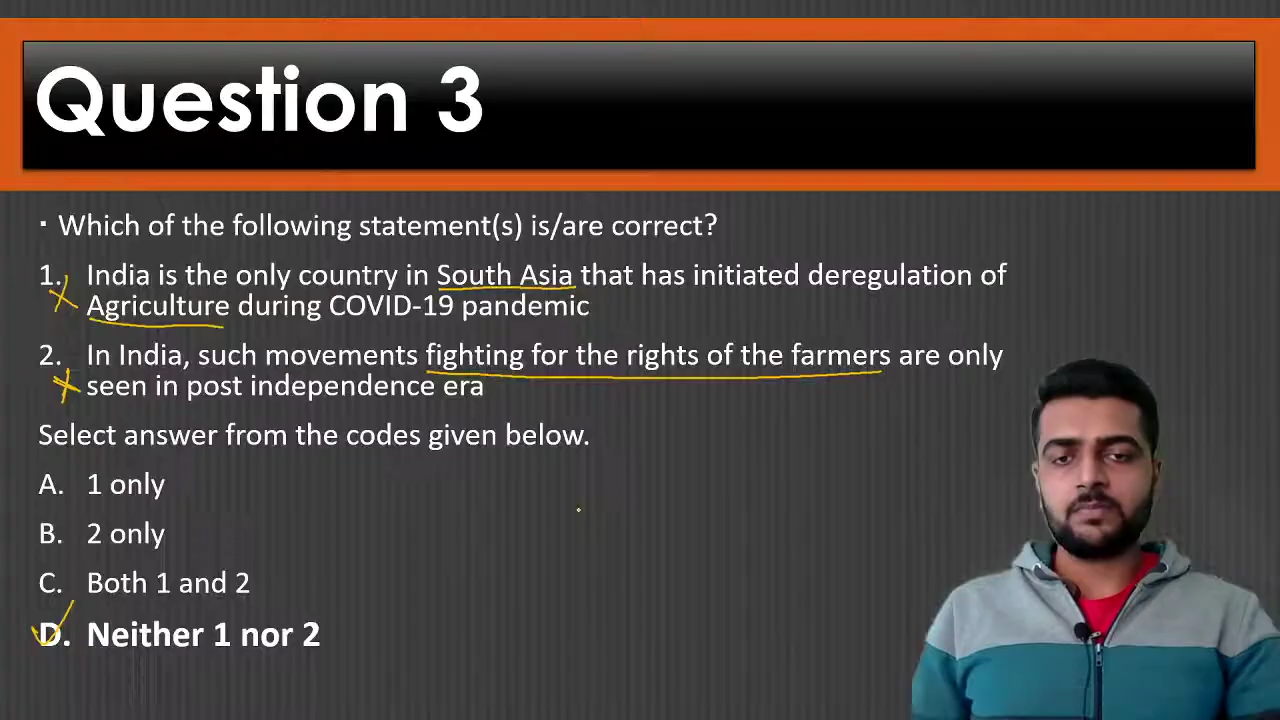 Question 3
· Which of the following statement(s) is/are correct?
1. India is the only country in South Asia that has initiated deregulation of
Agriculture during COVID-19 pandemic
2. In India, such movements fighting for the rights of the farmers are only
seen in post independence era
Select answer from the codes given below.
A. 1 only
B. 2 only
C. Both 1 and 2
D. Neither 1 nor 2